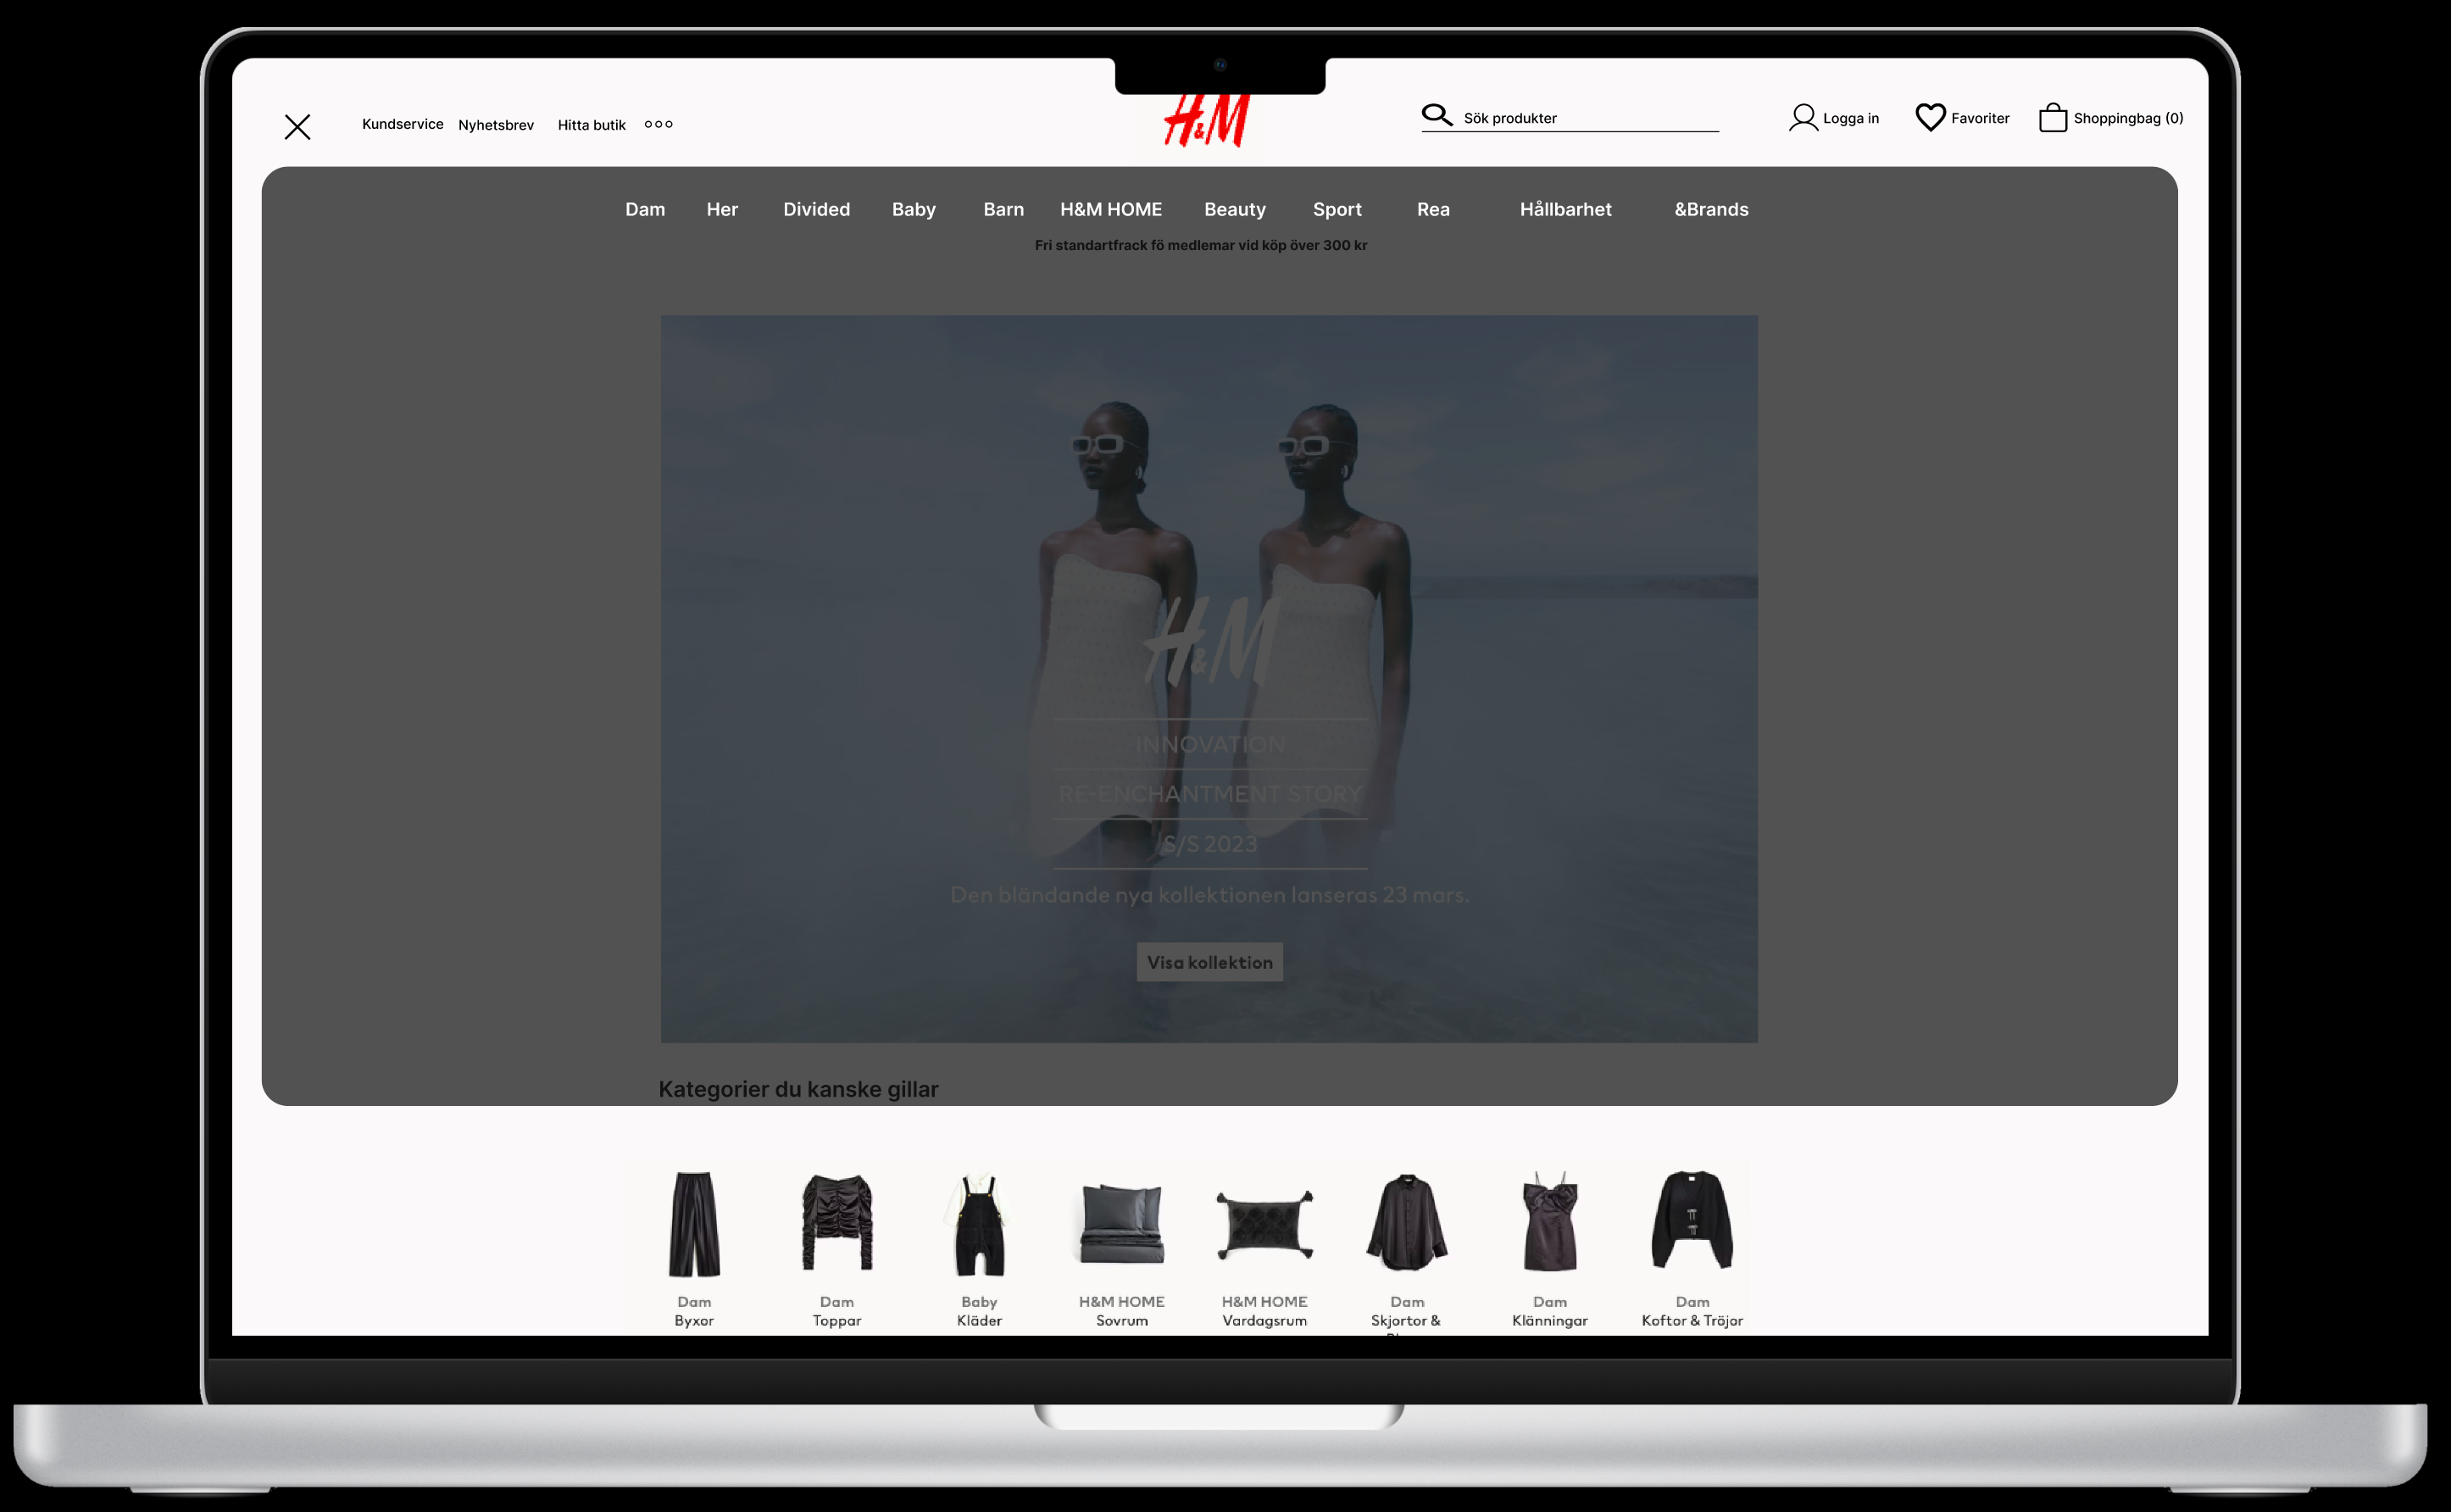 Kundservice Nyhetsbrev Hitta butik
H&M
Sök produkter
Logga in
Favoriter
Shoppingbag (0)
Dam Her Divided Baby Barn H&M HOME Beauty Sport Rea Hållbarhet &Brands
Fri standartfrack fö medlemar vid köp över 300 kr
H&M
INNOVATION
RE-ENCHANTMENT STORY
S/S 2023
Den bländande nya kollektionen lanseras 23 mars.
Visa kollektion
Kategorier du kanske gillar
Dam
Byxor
Dam
Toppar
Baby
Kläder
H&M HOME
Sovrum
H&M HOME
Vardagsrum
Dam
Skjortor &
Dam
Klänningar
Dam
Koftor & Tröjor